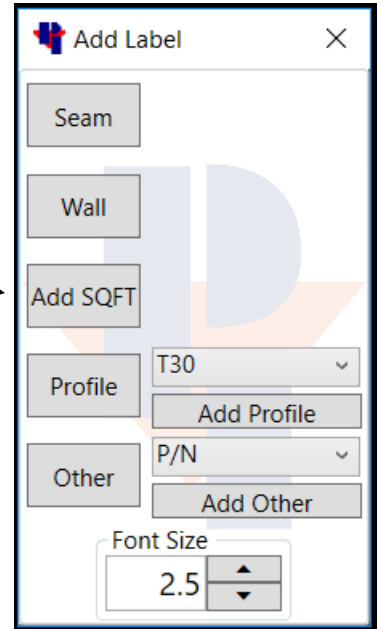 Add Label
Seam
Wall
Add SQFT
Profile
T30
Add Profile
Other
P/N
Add Other
Font Size
2.5